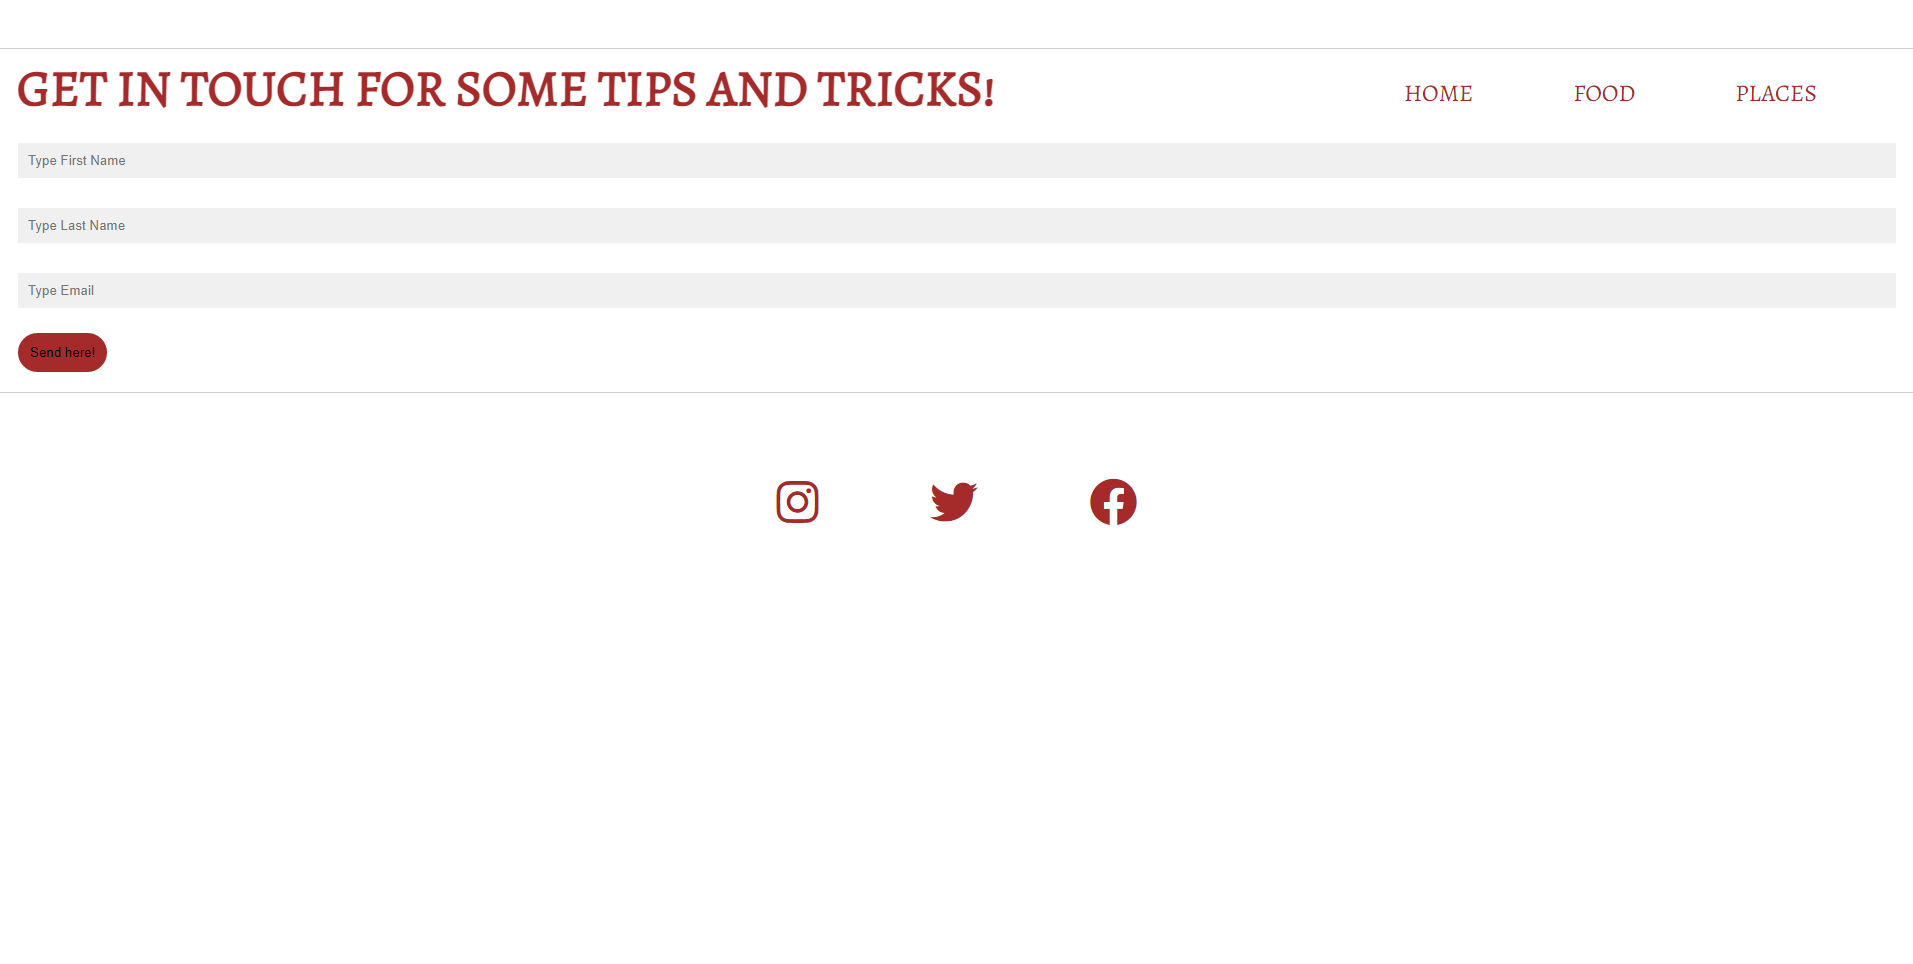 GET IN TOUCH FOR SOME TIPS AND TRICKS!
HOME FOOD PLACES
Type First Name
Type Last Name
Type Email
Send here!